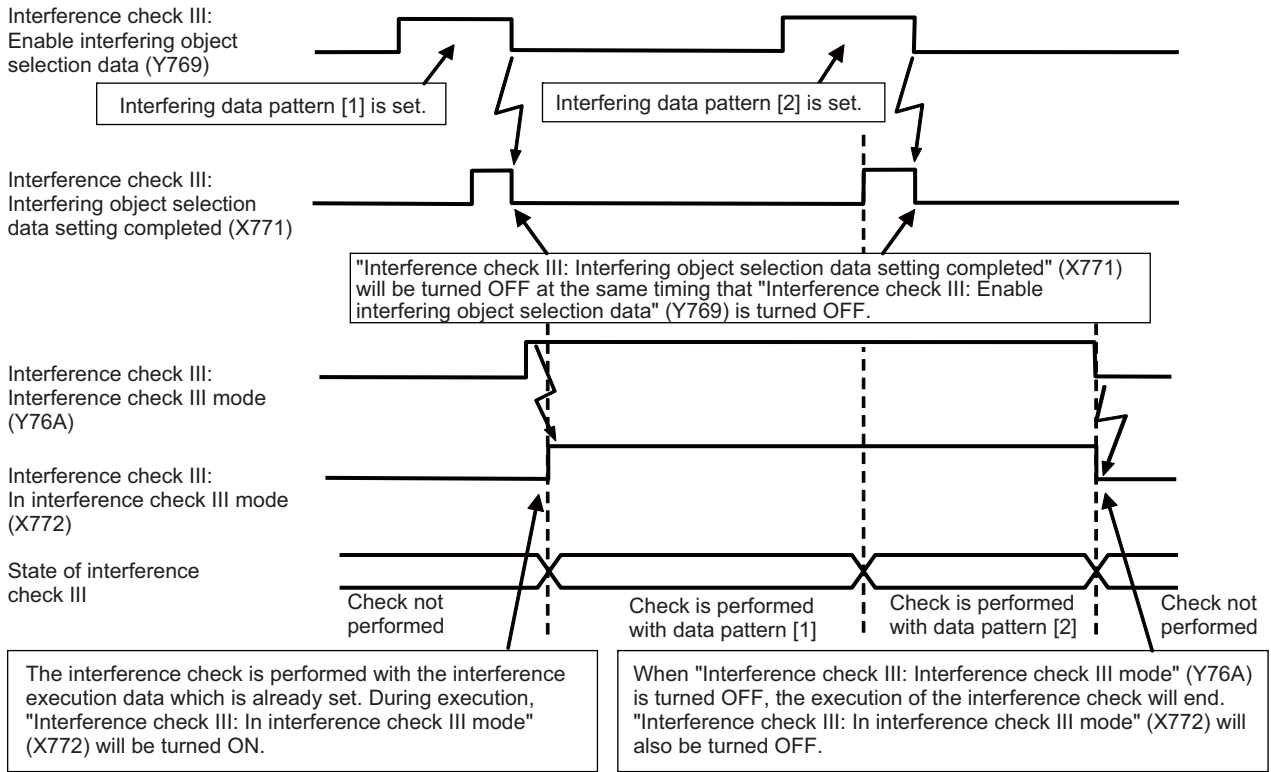 Interference check III:
Enable interfering object
selection data (Y769)
Interfering data pattern [1] is set.
Interfering data pattern [2] is set.
Interference check III:
Interfering object selection
data setting completed (X771)
"Interference check III: Interfering object selection data setting completed" (X771)
will be turned OFF at the same timing that "Interference check III: Enable
interfering object selection data" (Y769) is turned OFF.
Interference check III:
Interference check III mode
(Y76A)
Interference check III:
In interference check III mode
(X772)
State of interference
check III
Check not
performed
Check is performed
with data pattern [1]
Check is performed
with data pattern [2]
Check not
performed
The interference check is performed with the interference
execution data which is already set. During execution,
"Interference check III: In interference check III mode"
(X772) will be turned ON.
When "Interference check III: Interference check III mode" (Y76A)
is turned OFF, the execution of the interference check will end.
"Interference check III: In interference check III mode" (X772) will
also be turned OFF.